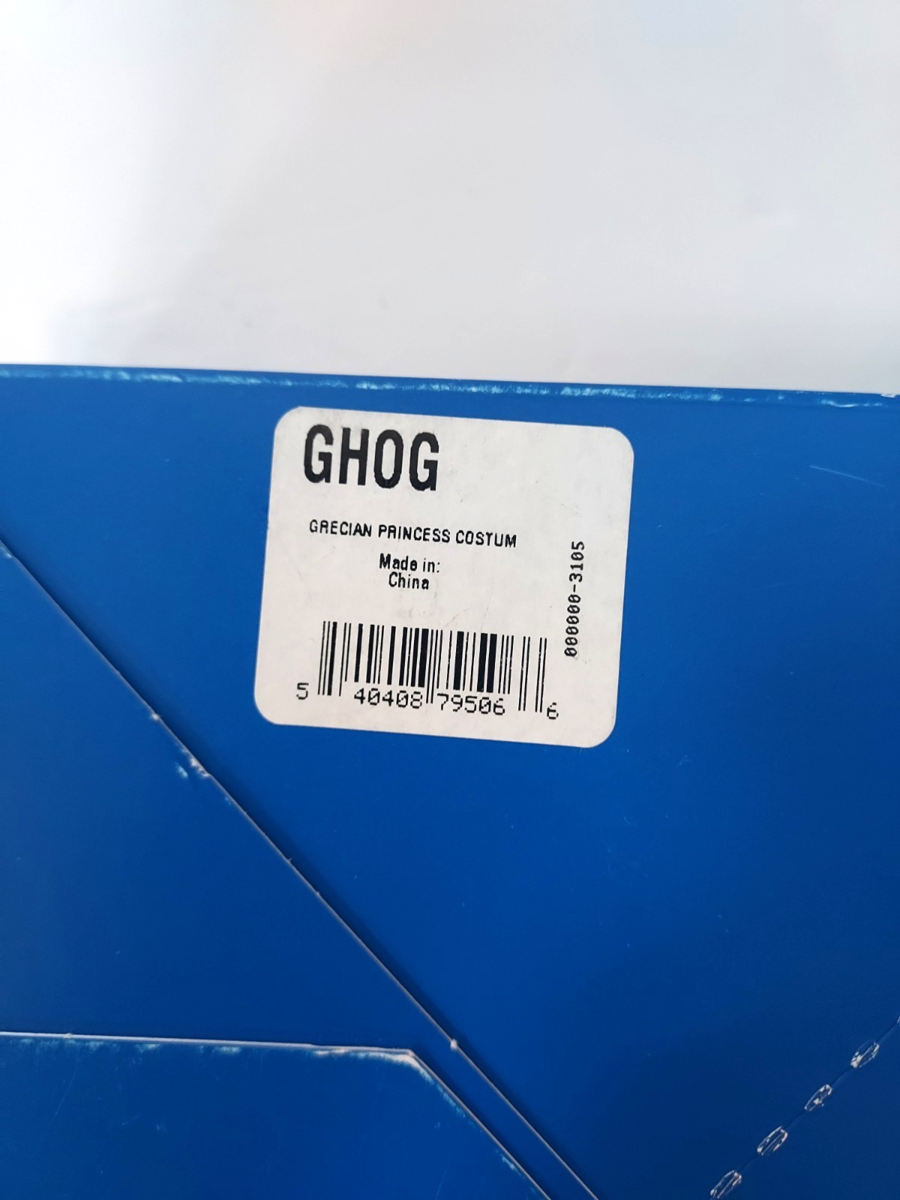 GHOG
GRECIAN PRINCESS COSTUM
Made in:
China
000000-3105
5 40408 79506 6